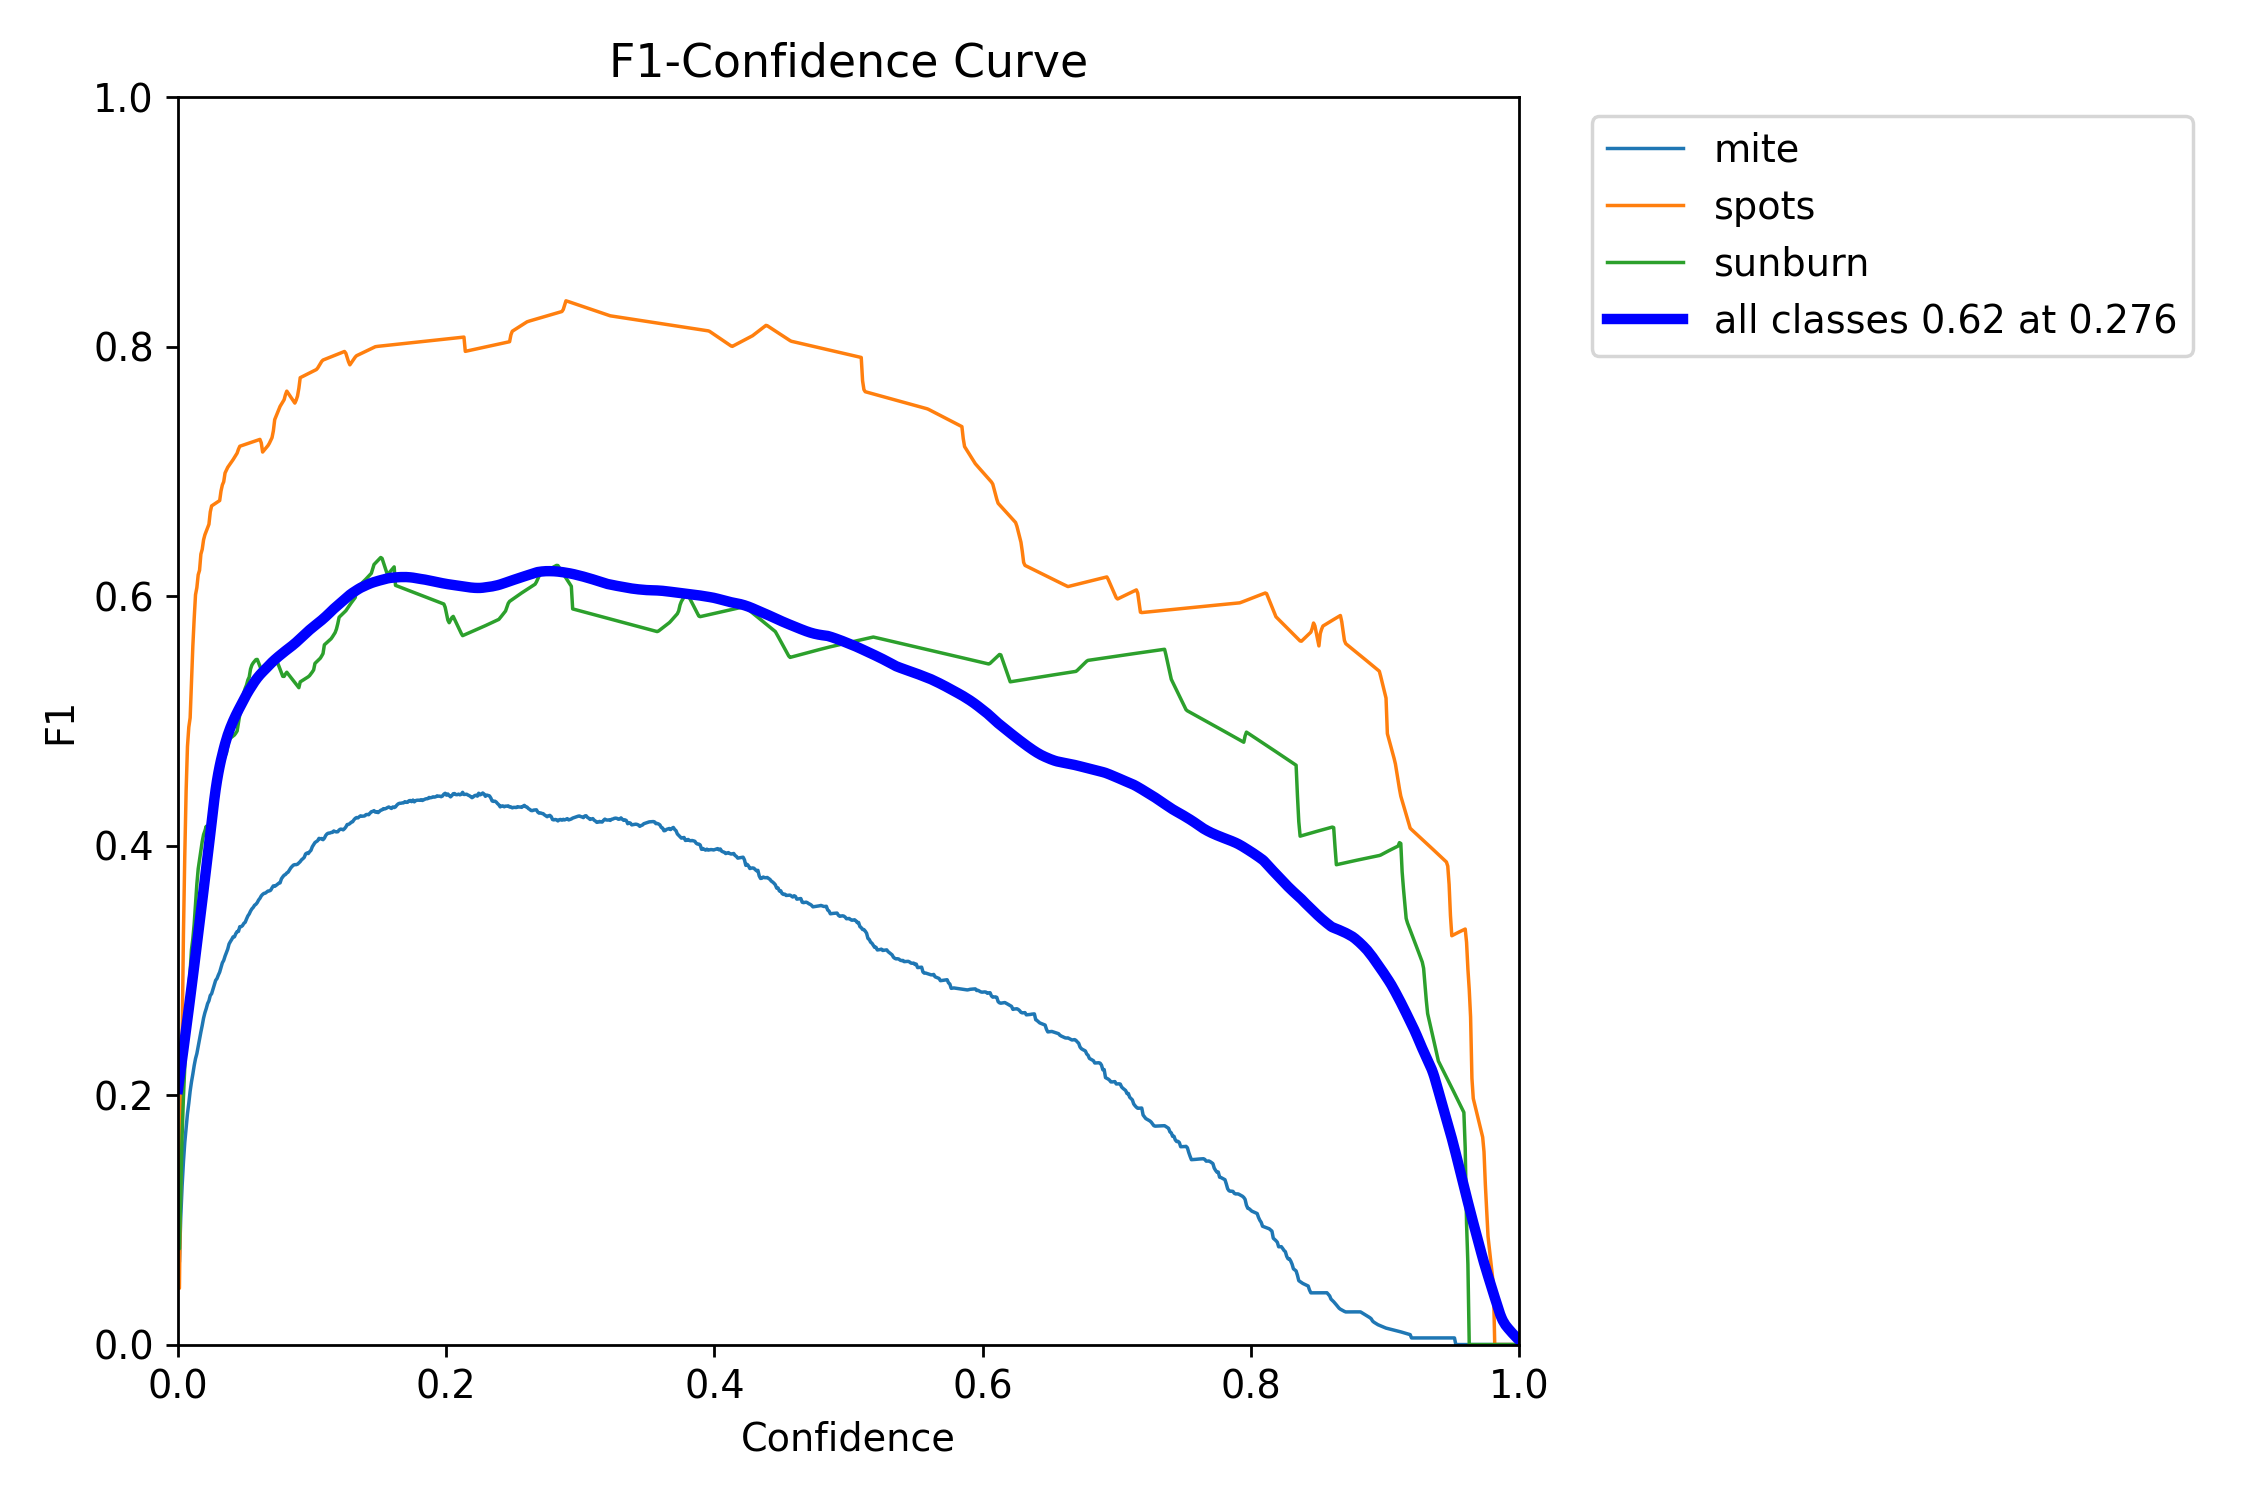 F1-Confidence Curve
1.0
0.8
0.6
0.4
0.2
0.0
F1
0.0 0.2 0.4 0.6 0.8 1.0
Confidence
mite
spots
sunburn
all classes 0.62 at 0.276